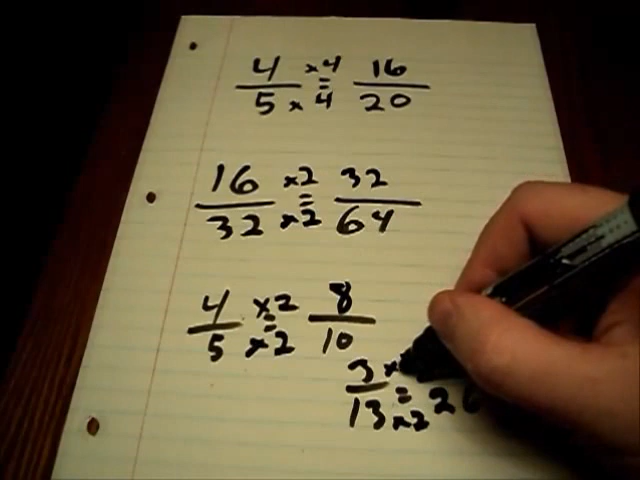 4 ×4 16
5 × = 4 20
16 ×2 32
32 = ×2 64
4 ×2 8
5 = ×2 10
3 ×
13 = ×2 26